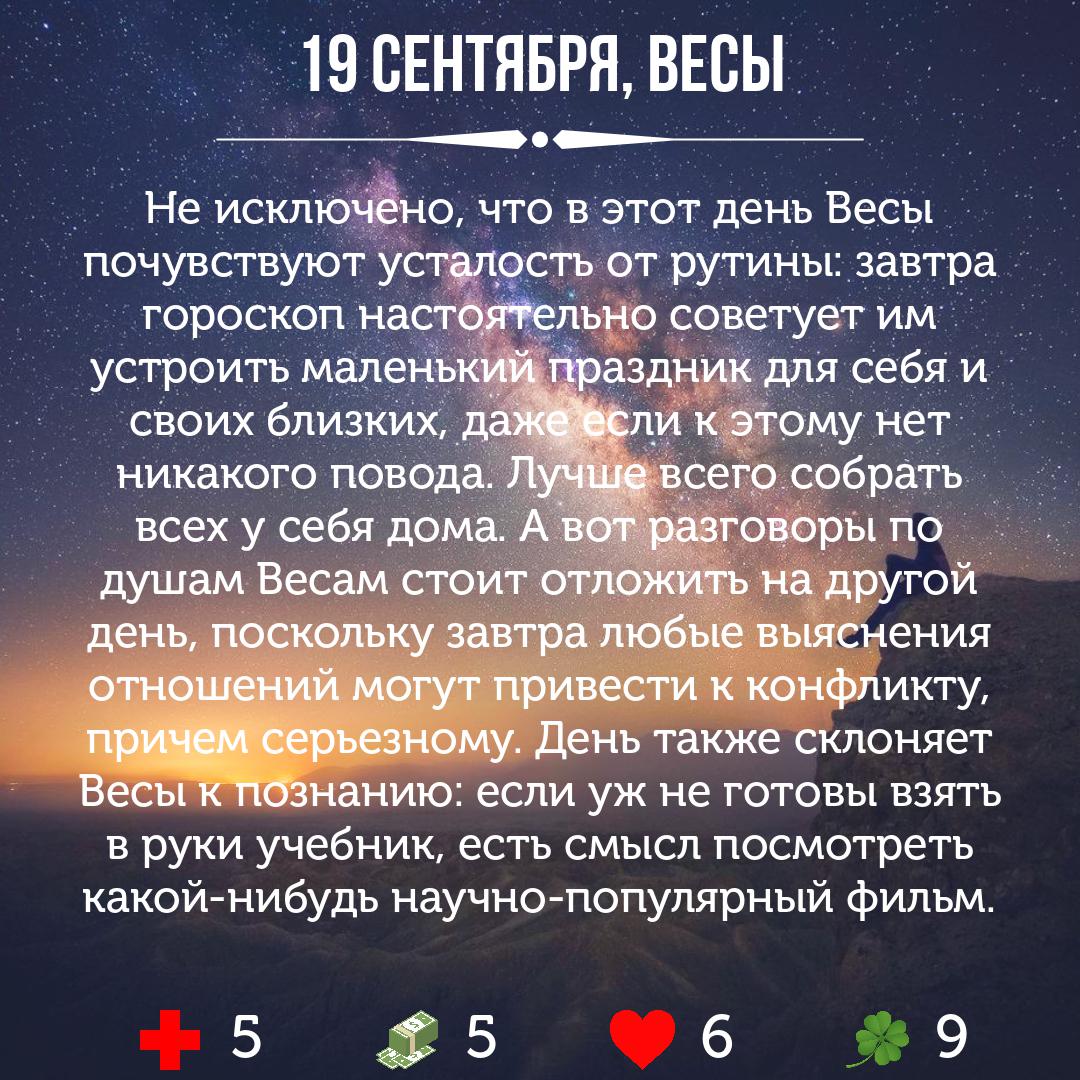 19 СЕНТЯБРЯ, ВЕСЫ
Не исключено, что в этот день Весы
почувствуют усталость от рутины: завтра
гороскоп настоятельно советует им
устроить маленький праздник для себя и
своих близких, даже если к этому нет
никакого повода. Лучше всего собрать
всех у себя дома. А вот разговоры по
душам Весам стоит отложить на другой
день, поскольку завтра любые выяснения
отношений могут привести к конфликту,
причем серьезному. День также склоняет
Весы к познанию: если уж не готовы взять
в руки учебник, есть смысл посмотреть
какой-нибудь научно-популярный фильм.
5 5 6 9